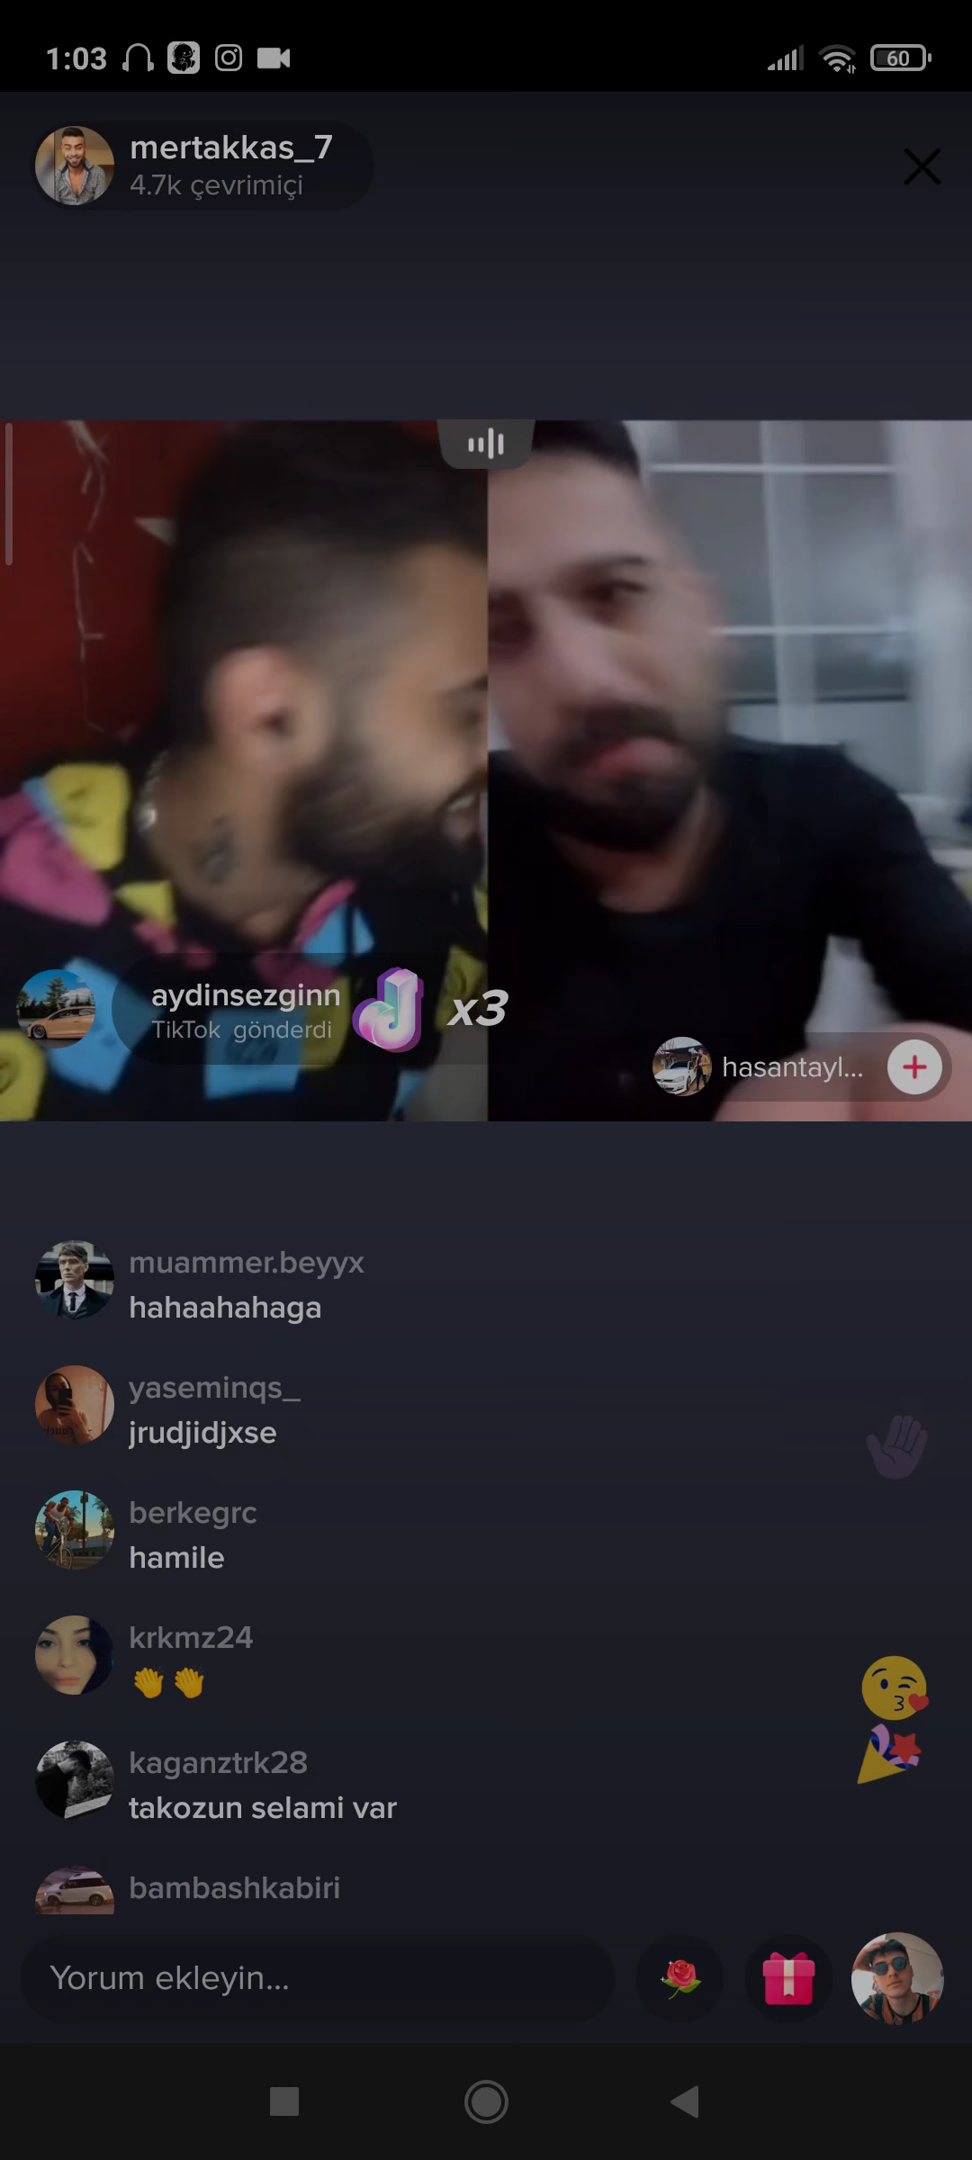 1:03
60
mertakkas_7
4.7k çevrimiçi
aydinsezginn
TikTok gönderdi
x3
hasantayl...
muammer.beyyx
hahaahahaga
yaseminqs_
jrudjidjxse
berkegrc
hamile
krkmz24
👏👏
kaganztrk28
takozun selami var
bambashkabiri
Yorum ekleyin...